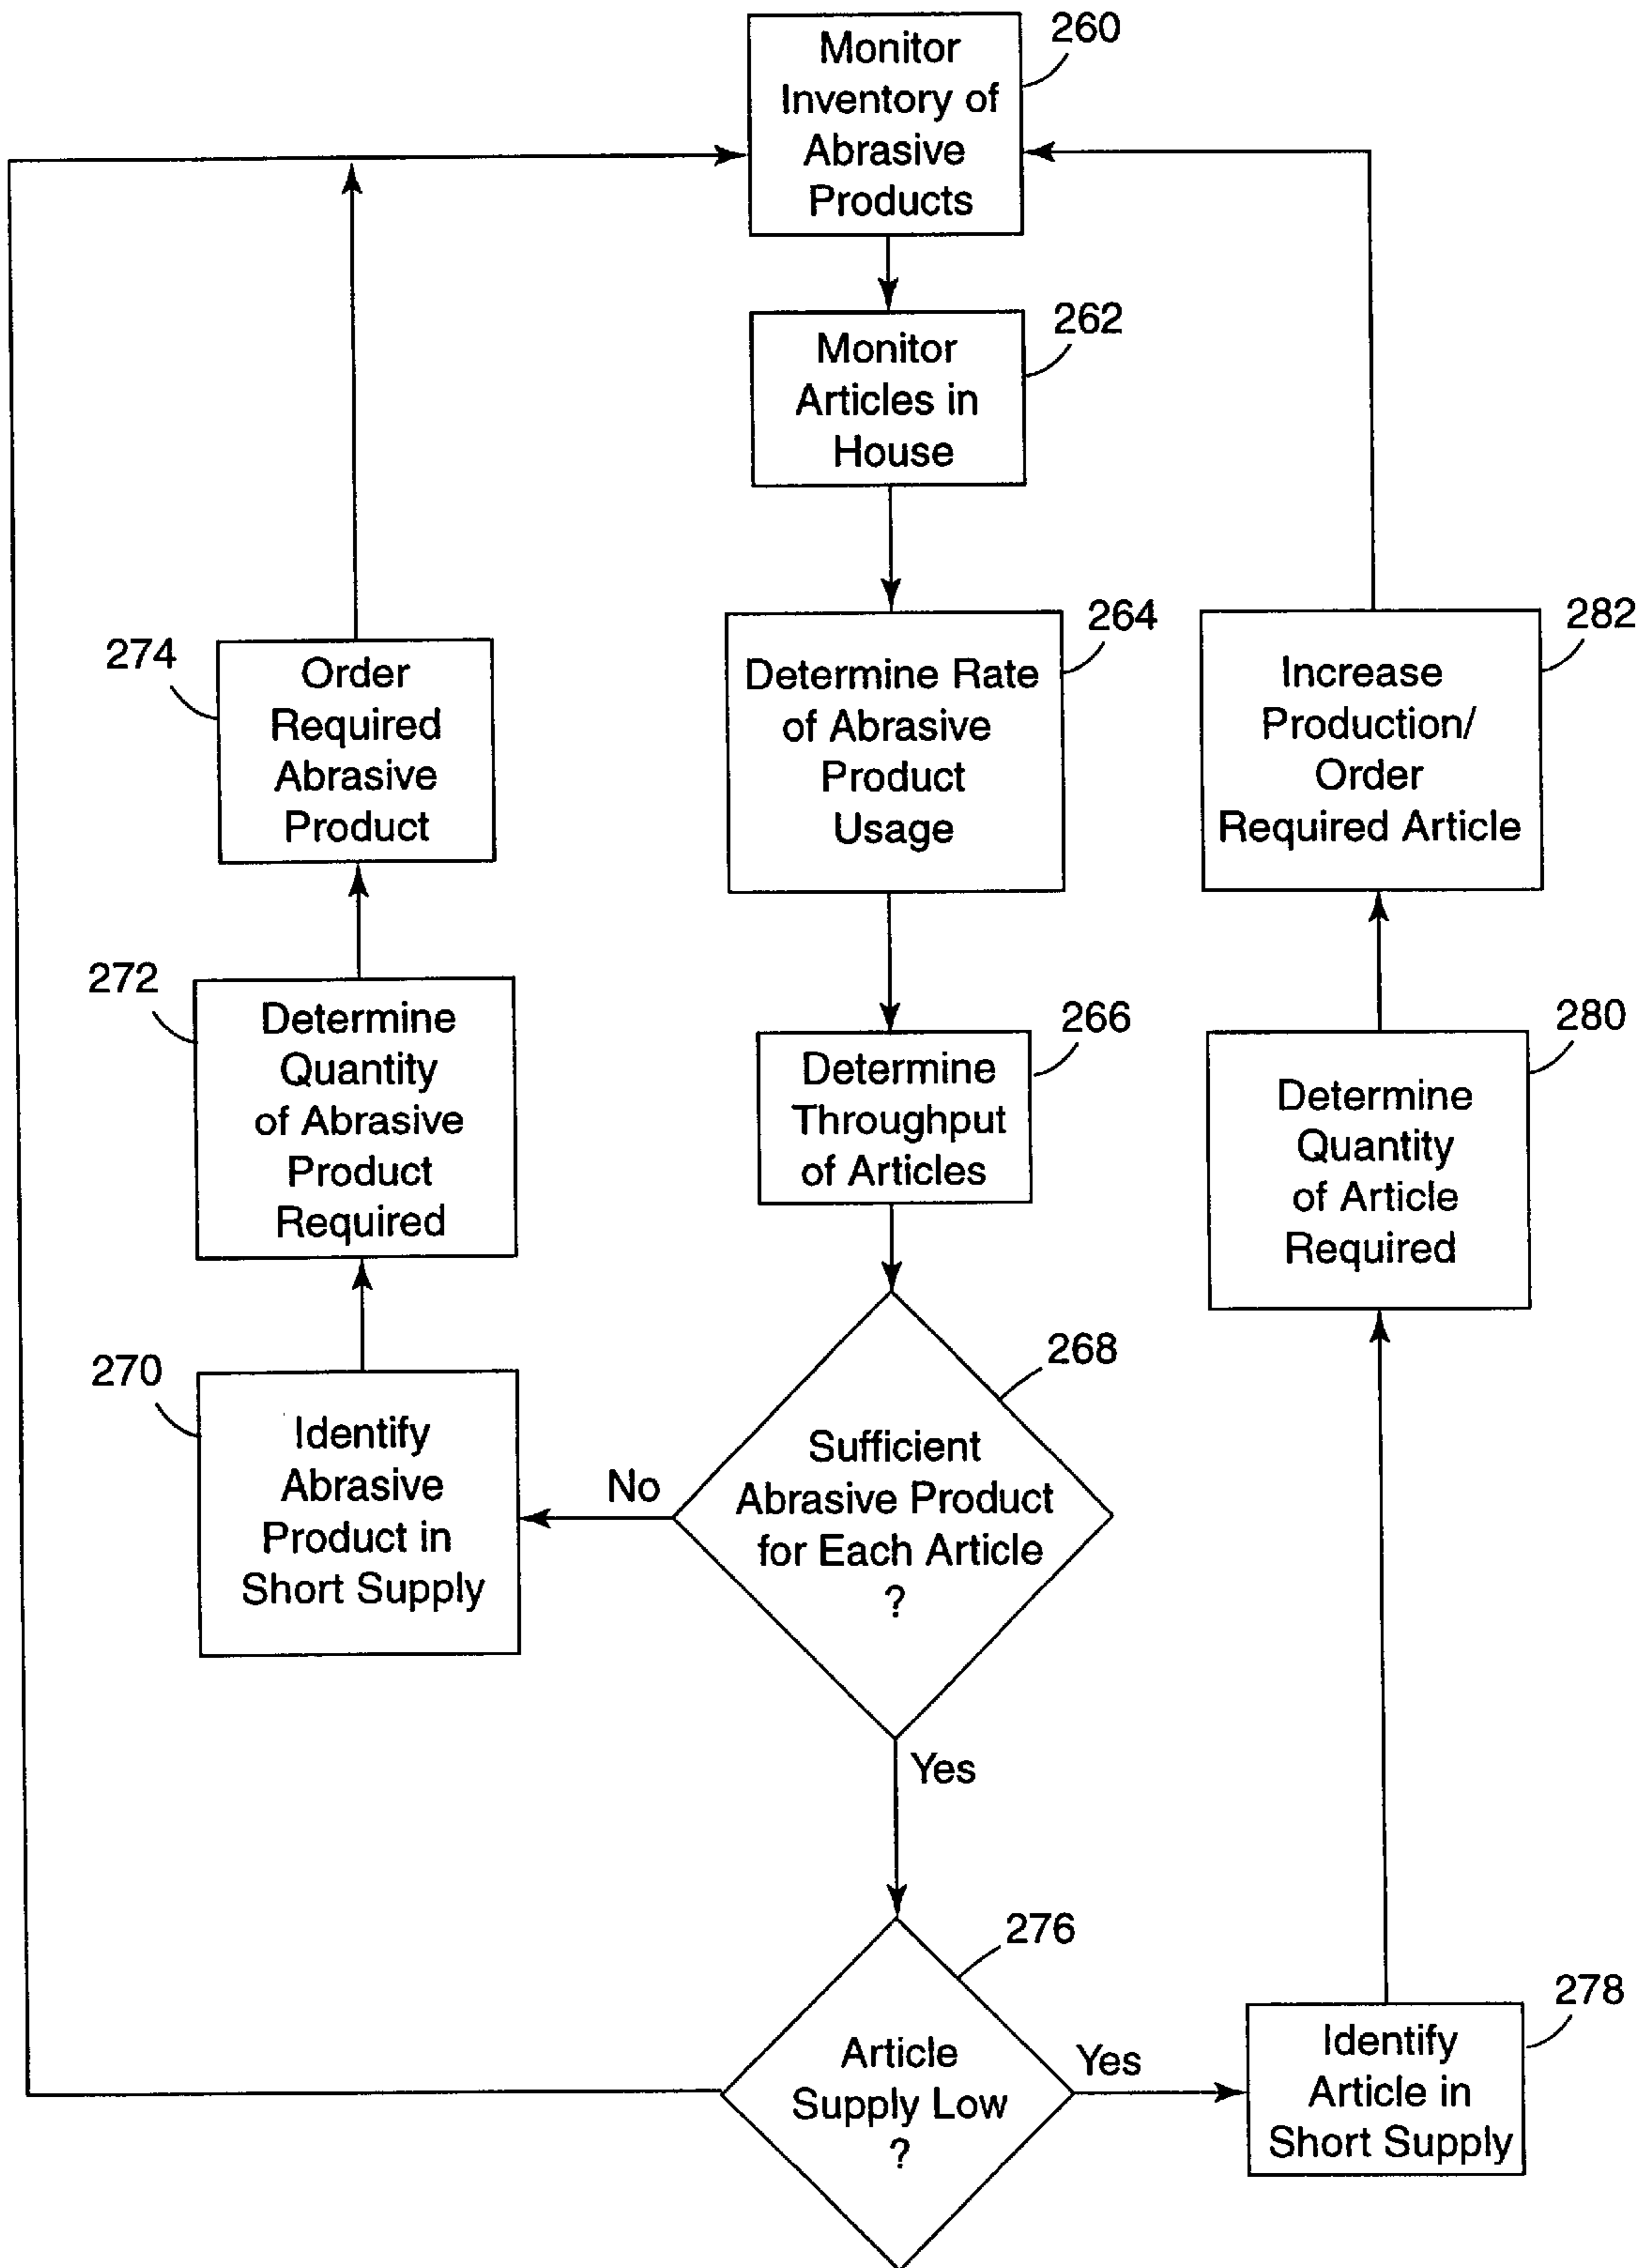 260
Monitor
Inventory of
Abrasive
Products
262
Monitor
Articles in
House
264
Determine Rate
of Abrasive
Product
Usage
266
Determine
Throughput
of Articles
268
Sufficient
Abrasive Product
for Each Article
?
No
270
Identify
Abrasive
Product in
Short Supply
272
Determine
Quantity
of Abrasive
Product
Required
274
Order
Required
Abrasive
Product
Yes
276
Article
Supply Low
?
Yes
278
Identify
Article in
Short Supply
280
Determine
Quantity
of Article
Required
282
Increase
Production/
Order
Required Article